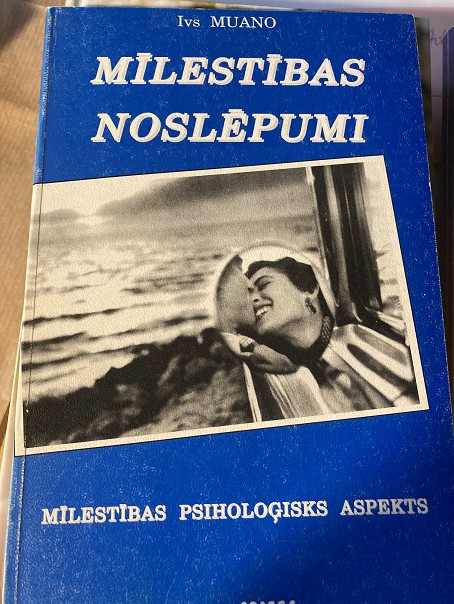 Ivs MUANO
MĪLESTĪBAS
NOSLĒPUMI
MĪLESTĪBAS PSIHOLOĢISKS ASPEKTS